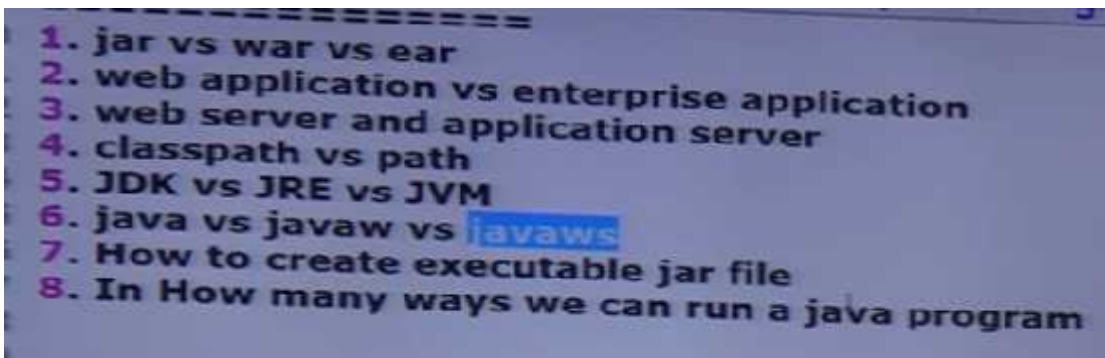 ===============
1. jar vs war vs ear
2. web application vs enterprise application
3. web server and application server
4. classpath vs path
5. JDK vs JRE vs JVM
6. java vs javaw vs javaws
7. How to create executable jar file
8. In How many ways we can run a java program